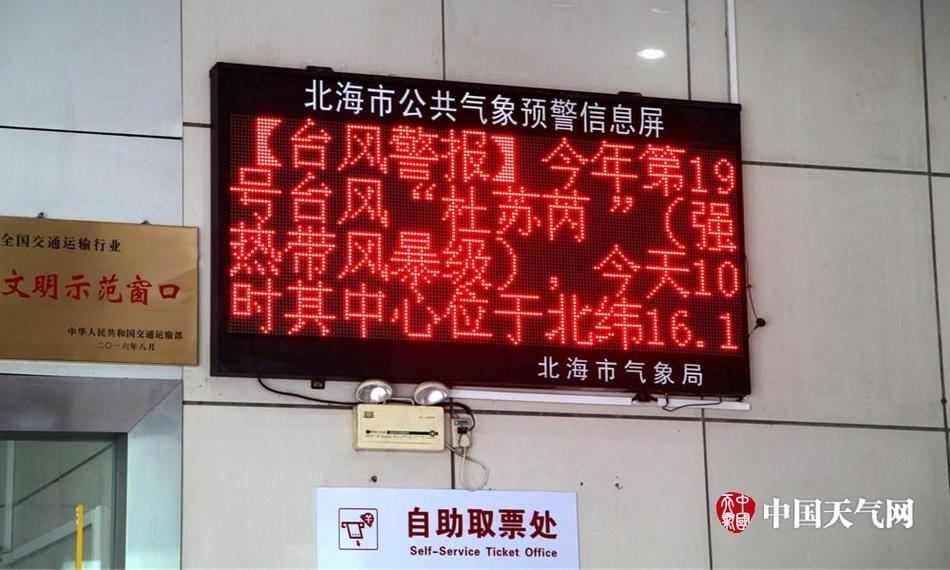 北海市公共气象预警信息屏
【台风警报】今年第19
号台风“杜苏芮”（强
热带风暴级），今天10
时其中心位于北纬16.1
北海市气象局
全国交通运输行业
文明示范窗口
中华人民共和国交通运输部
二〇一六年八月
自助取票处
Self-Service Ticket Office
中国天气
中国天气网